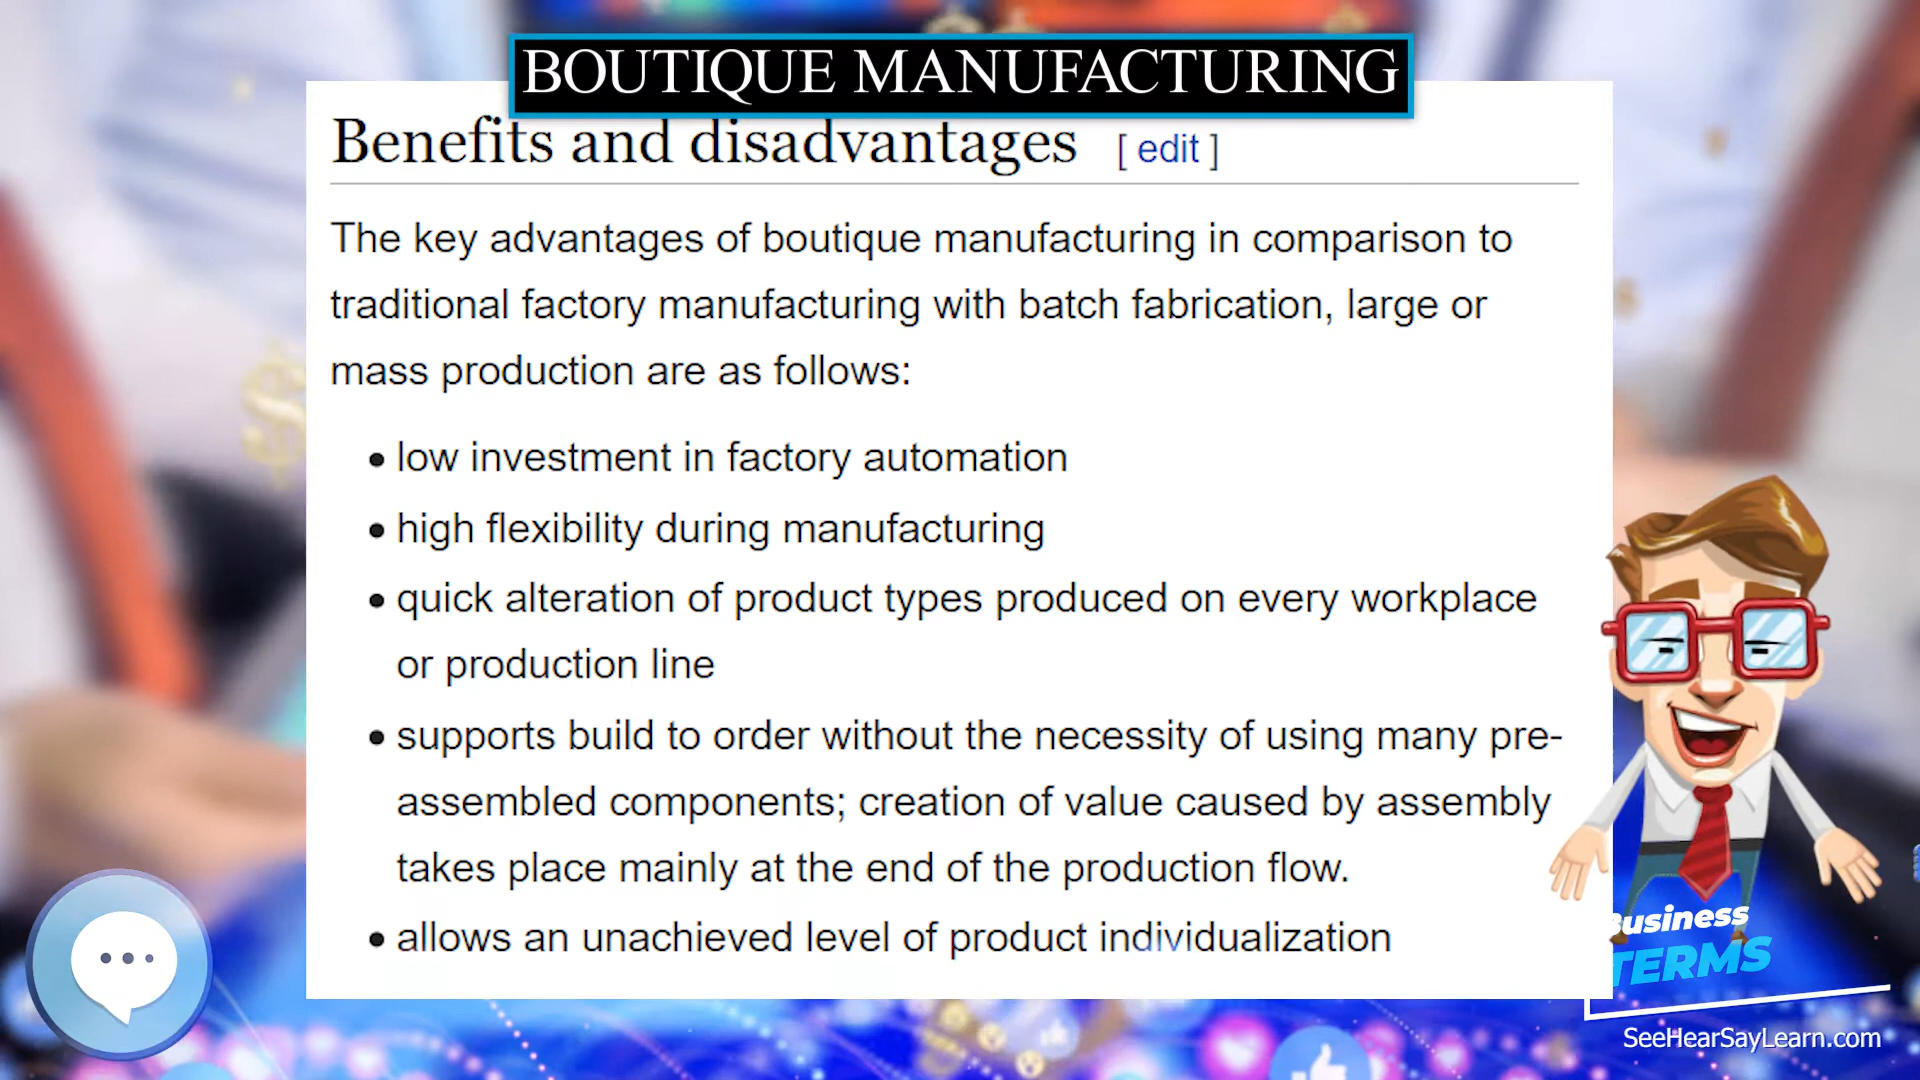 BOUTIQUE MANUFACTURING
Benefits and disadvantages [ edit ]
The key advantages of boutique manufacturing in comparison to
traditional factory manufacturing with batch fabrication, large or
mass production are as follows:
• low investment in factory automation
• high flexibility during manufacturing
• quick alteration of product types produced on every workplace
or production line
• supports build to order without the necessity of using many pre-
assembled components; creation of value caused by assembly
takes place mainly at the end of the production flow.
• allows an unachieved level of product individualization
Business
TERMS
SeeHearSayLearn.com